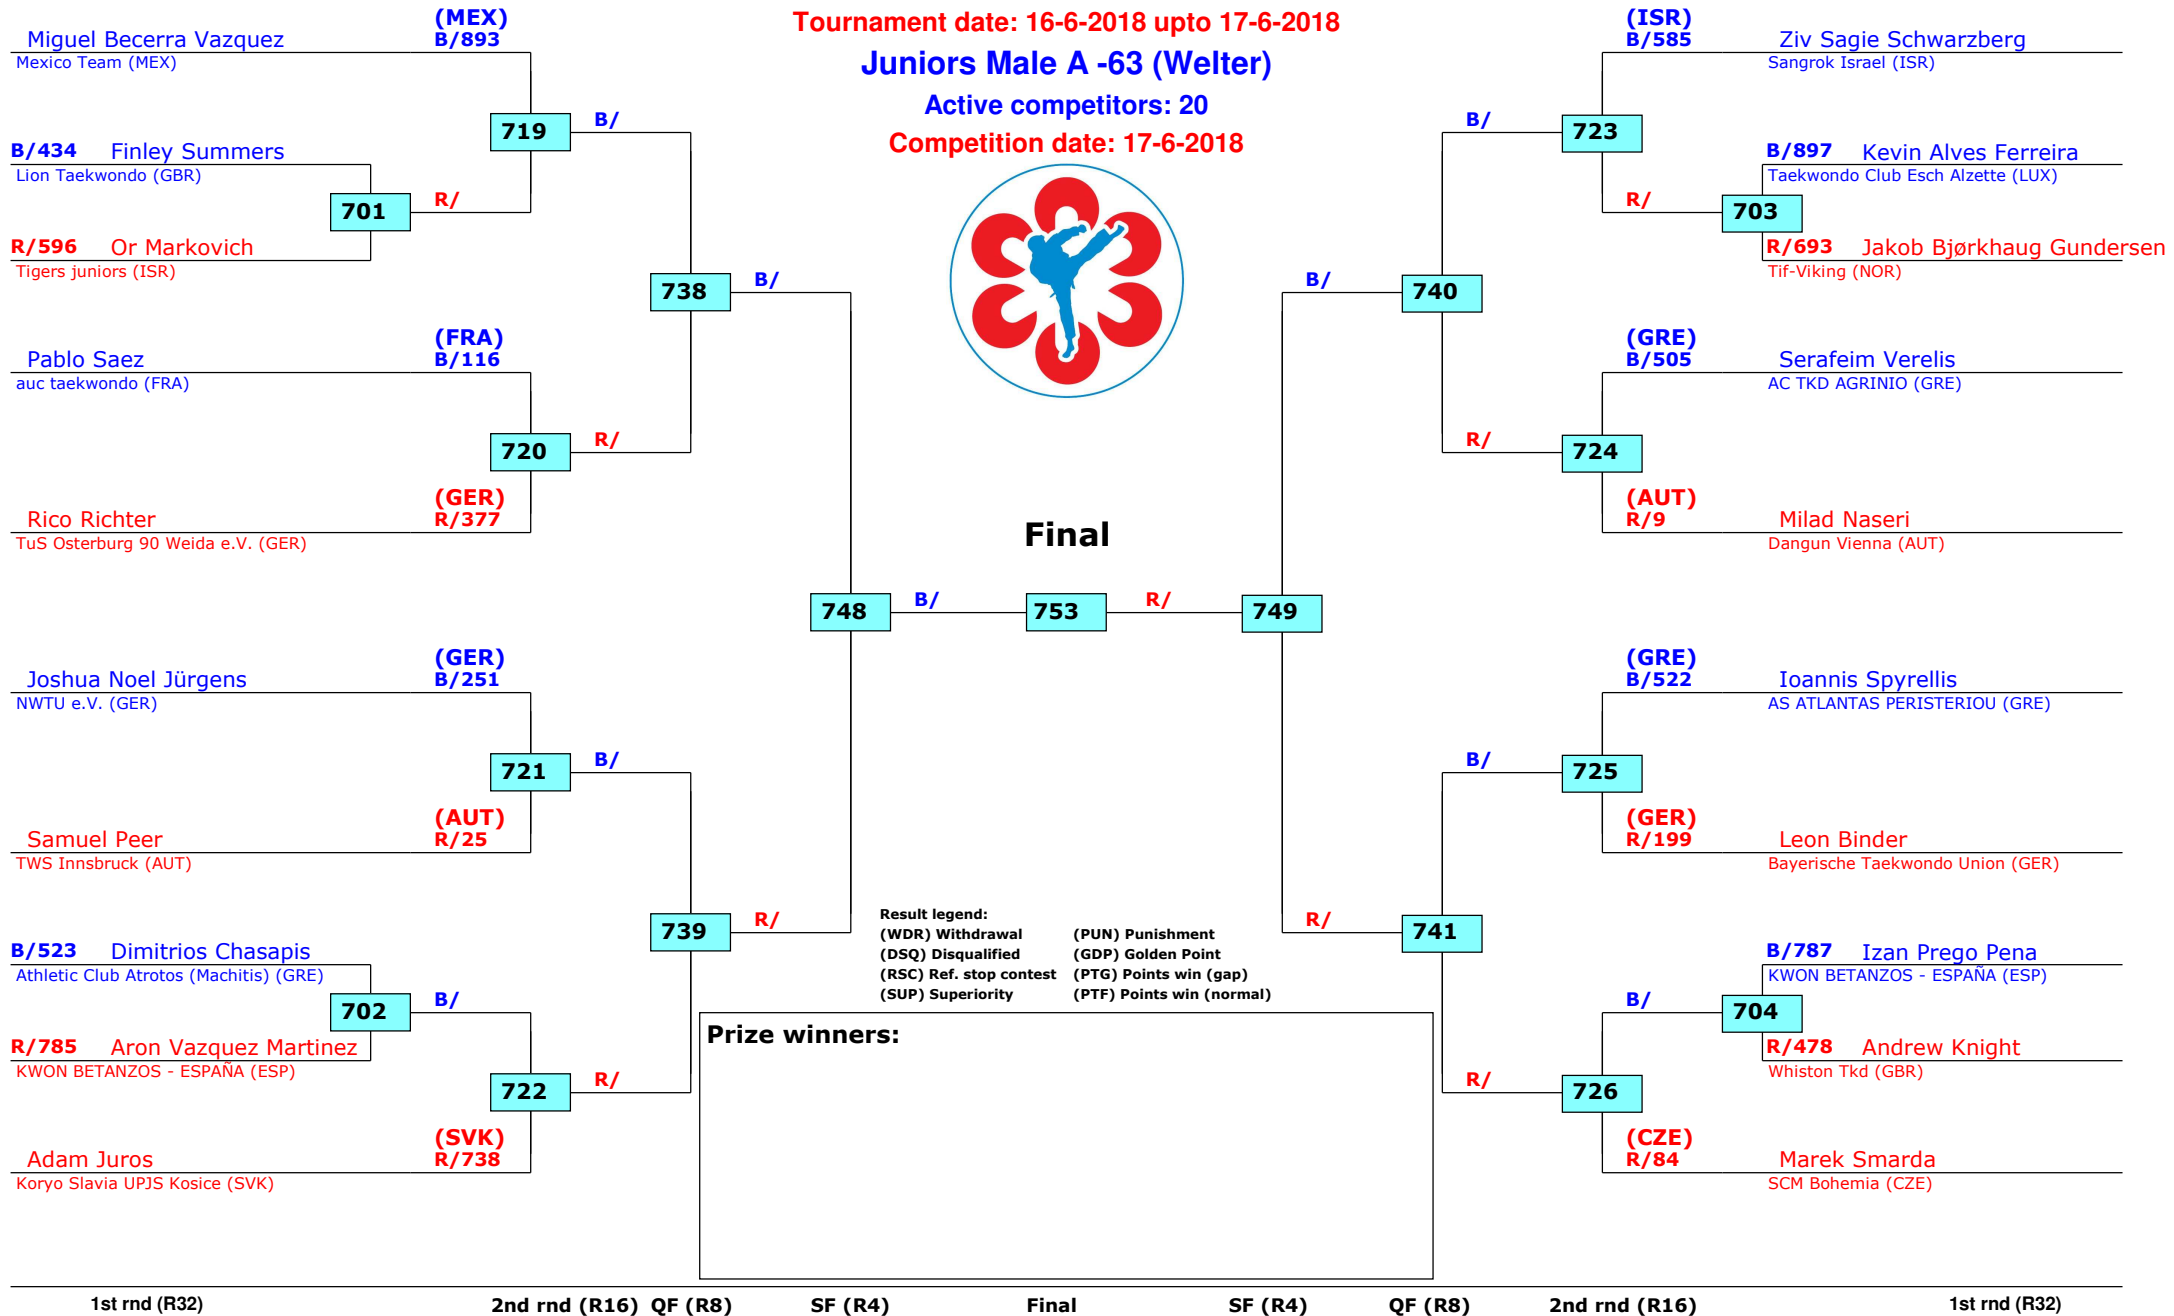 Tournament date: 16-6-2018 upto 17-6-2018
Juniors Male A -63 (Welter)
Active competitors: 20
Competition date: 17-6-2018
(MEX)
Miguel Becerra Vazquez B/893
Mexico Team (MEX)
719 B/
B/434 Finley Summers
Lion Taekwondo (GBR)
701 R/
R/596 Or Markovich
Tigers juniors (ISR)
738 B/
(FRA)
Pablo Saez B/116
auc taekwondo (FRA)
720 R/
(GER)
Rico Richter R/377
TuS Osterburg 90 Weida e.V. (GER)
Final
748 B/ 753 R/ 749
(GER)
Joshua Noel Jürgens B/251
NWTU e.V. (GER)
721 B/
(AUT)
Samuel Peer R/25
TWS Innsbruck (AUT)
739 R/
B/523 Dimitrios Chasapis
Athletic Club Atrotos (Machitis) (GRE)
702 B/
R/785 Aron Vazquez Martinez
KWON BETANZOS - ESPAÑA (ESP)
722 R/
(SVK)
Adam Juros R/738
Koryo Slavia UPJS Kosice (SVK)
(ISR)
B/585 Ziv Sagie Schwarzberg
Sangrok Israel (ISR)
B/ 723
B/897 Kevin Alves Ferreira
Taekwondo Club Esch Alzette (LUX)
R/ 703
R/693 Jakob Bjørkhaug Gundersen
Tif-Viking (NOR)
B/ 740
(GRE)
B/505 Serafeim Verelis
AC TKD AGRINIO (GRE)
R/ 724
(AUT)
R/9 Milad Naseri
Dangun Vienna (AUT)
(GRE)
B/522 Ioannis Spyrellis
AS ATLANTAS PERISTERIOU (GRE)
B/ 725
(GER)
R/199 Leon Binder
Bayerische Taekwondo Union (GER)
R/ 741
B/787 Izan Prego Pena
KWON BETANZOS - ESPAÑA (ESP)
B/ 704
R/478 Andrew Knight
Whiston Tkd (GBR)
R/ 726
(CZE)
R/84 Marek Smarda
SCM Bohemia (CZE)
Result legend:
(WDR) Withdrawal (PUN) Punishment
(DSQ) Disqualified (GDP) Golden Point
(RSC) Ref. stop contest (PTG) Points win (gap)
(SUP) Superiority (PTF) Points win (normal)
Prize winners:
1st rnd (R32) 2nd rnd (R16) QF (R8) SF (R4) Final SF (R4) QF (R8) 2nd rnd (R16) 1st rnd (R32)